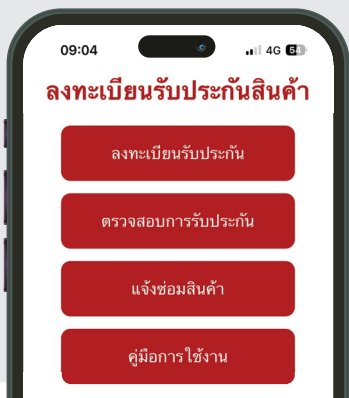 09:04
4G 54
ลงทะเบียนรับประกันสินค้า
ลงทะเบียนรับประกัน
ตรวจสอบการรับประกัน
แจ้งซ่อมสินค้า
คู่มือการใช้งาน